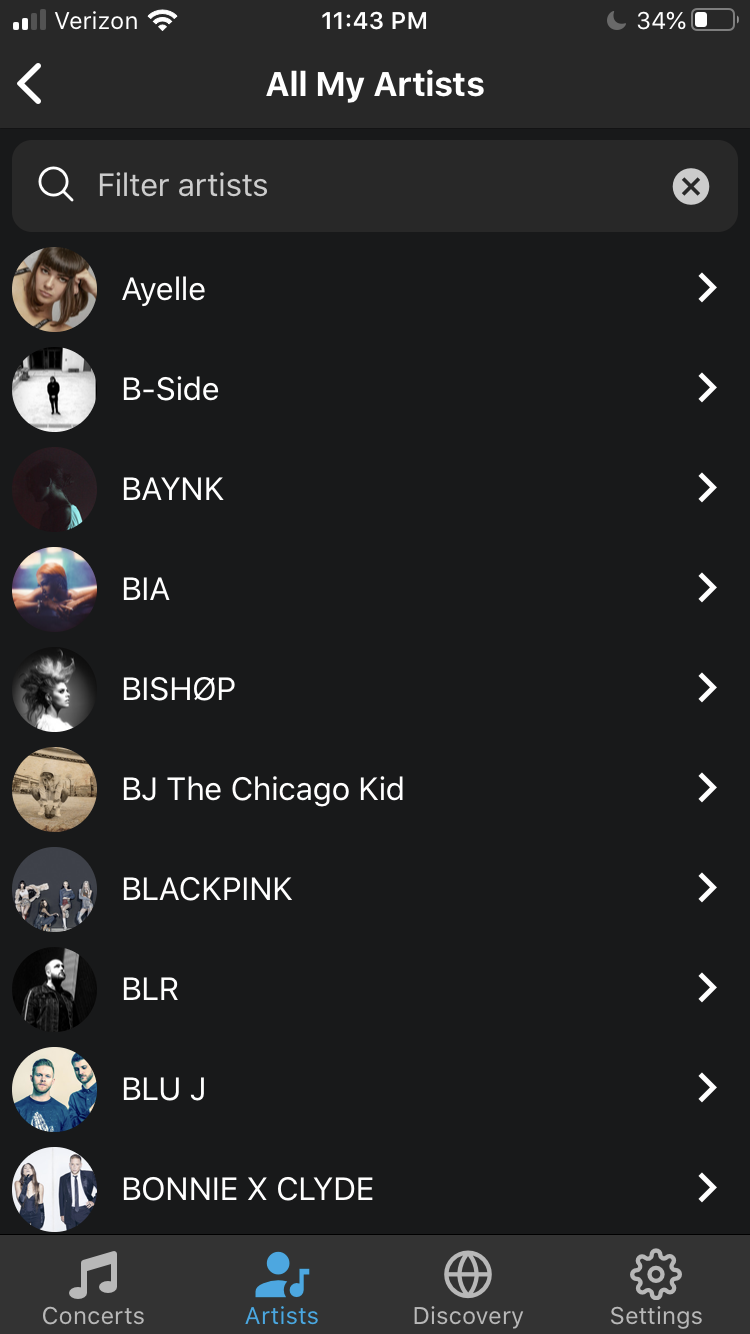 Verizon 11:43 PM 34%
All My Artists
Filter artists
Ayelle
B-Side
BAYNK
BIA
BISHØP
BJ The Chicago Kid
BLACKPINK
BLR
BLU J
BONNIE X CLYDE
Concerts Artists Discovery Settings